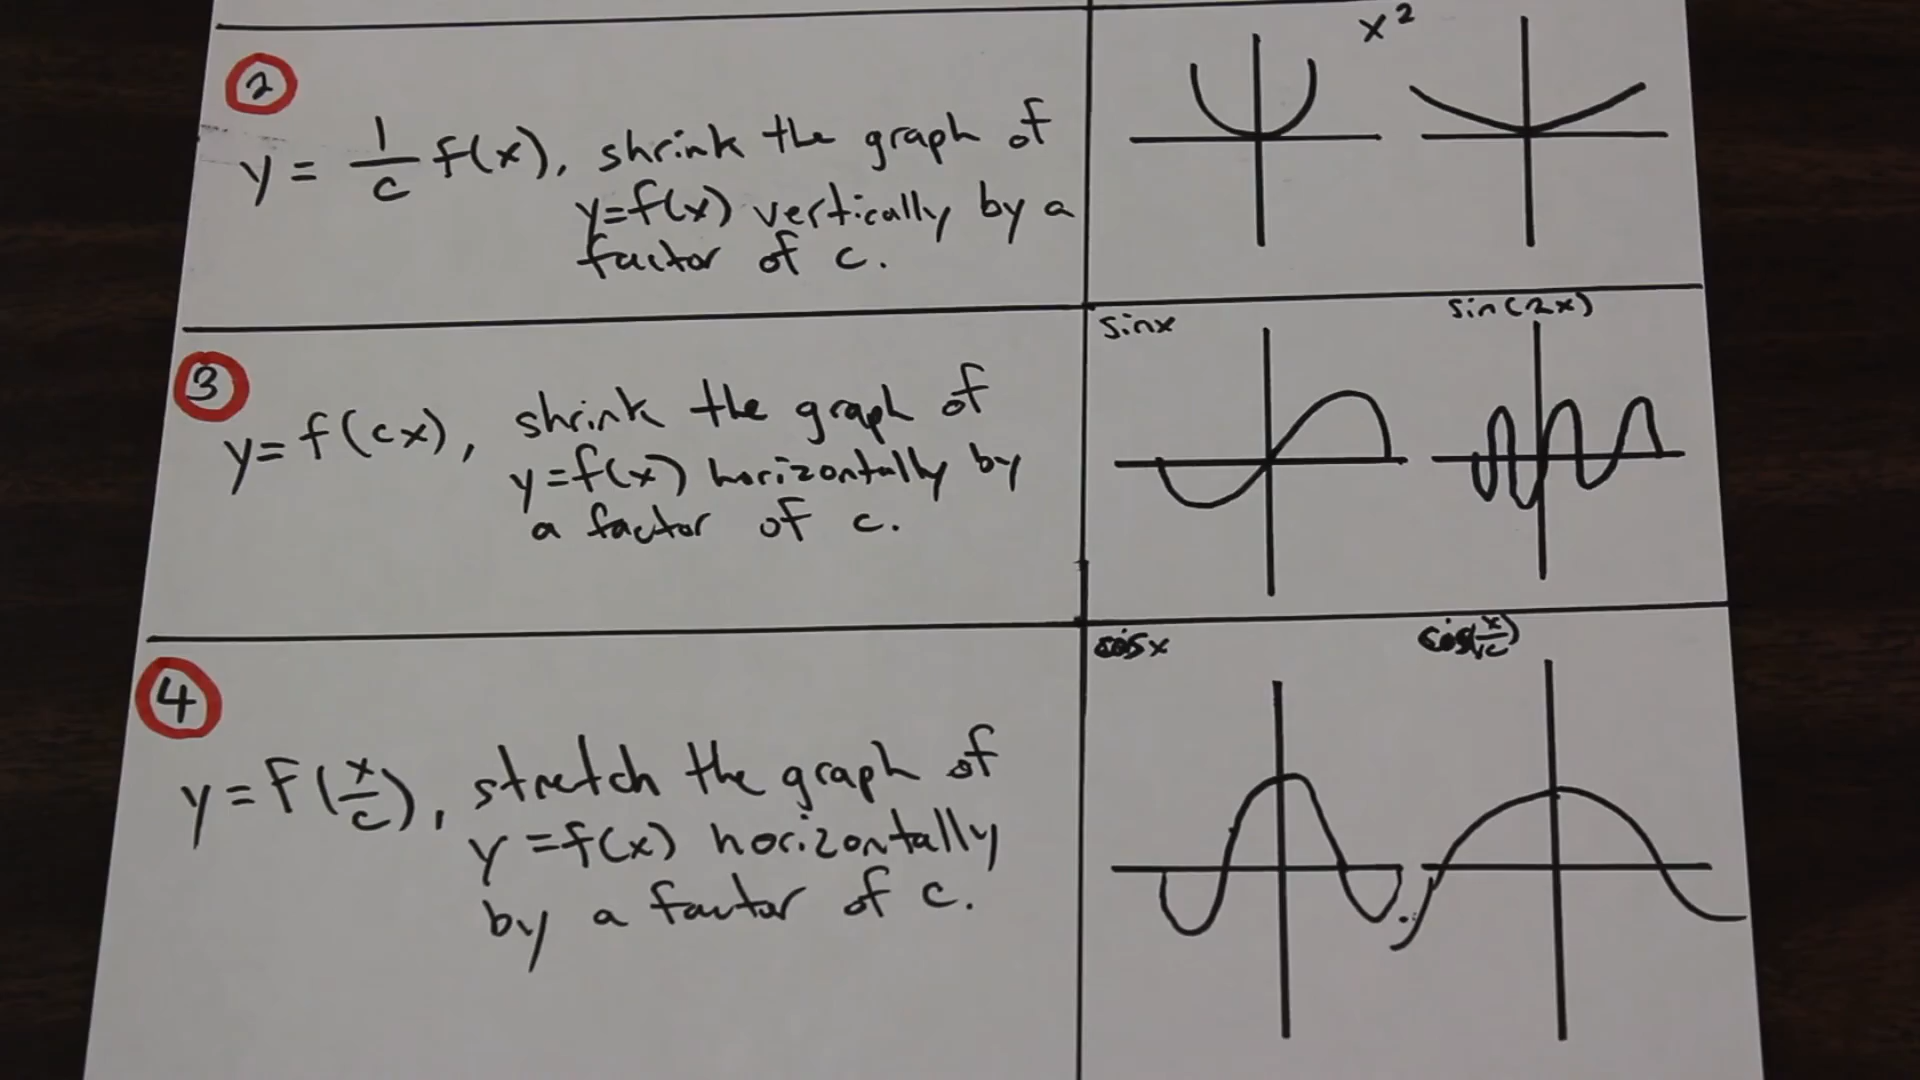 2
y = 1/c f(x), shrink the graph of
y=f(x) vertically by a
factor of c.
x²
3
y= f(cx), shrink the graph of
y=f(x) horizontally by
a factor of c.
sinx
sin(2x)
4
y=F(x/c), stretch the graph of
y=f(x) horizontally
by a factor of c.
cosx
cos(x/c)